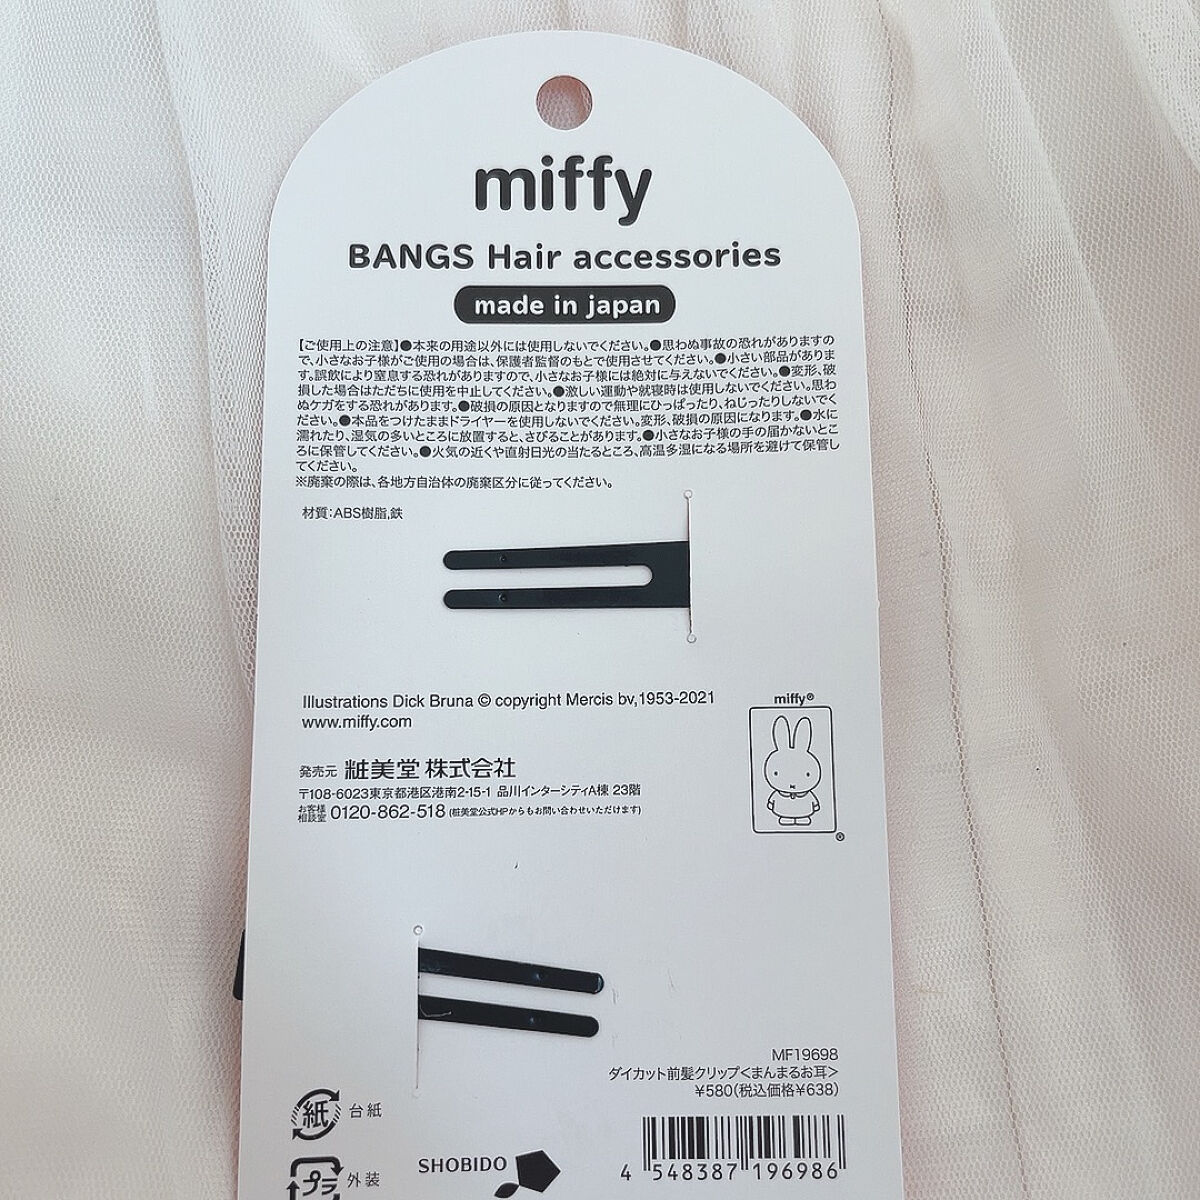 miffy
BANGS Hair accessories
made in japan
【ご使用上の注意】●本来の用途以外には使用しないでください。●思わぬ事故の恐れがありますの
で、小さなお子様がご使用の場合は、保護者監督のもとで使用させてください。●小さい部品がありま
す。誤飲により窒息する恐れがありますので、小さなお子様には絶対に与えないでください。●変形、破
損した場合はただちに使用を中止してください。●激しい運動や就寝時は使用しないでください。思わ
ぬケガをする恐れがあります。●破損の原因となりますので無理にひっぱったり、ねじったりしないでく
ださい。●本品をつけたままドライヤーを使用しないでください。変形、破損の原因になります。●水に
濡れたり、湿気の多いところに放置すると、さびることがあります。●小さなお子様の手の届かないとこ
ろに保管してください。●火気の近くや直射日光の当たるところ、高温多湿になる場所を避けて保管し
てください。
※廃棄の際は、各地方自治体の廃棄区分に従ってください。
材質:ABS樹脂,鉄
Illustrations Dick Bruna © copyright Mercis bv,1953-2021
www.miffy.com
miffy®
®
発売元 粧美堂 株式会社
〒108-6023東京都港区港南2-15-1 品川インターシティA棟 23階
お客様相談室 0120-862-518 (粧美堂公式HPからもお問い合わせいただけます)
MF19698
ダイカット前髪クリップ<まんまるお耳>
¥580(税込価格¥638)
紙 台紙
プラ 外装
SHOBIDO
4 548387 196986